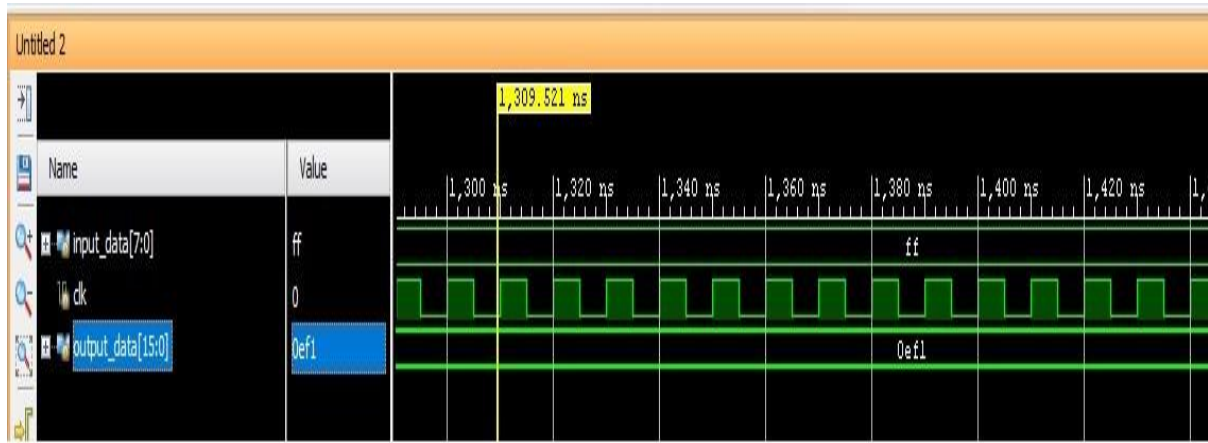 Untitled 2
1,309.521 ns
Name Value
1,300 ns 1,320 ns 1,340 ns 1,360 ns 1,380 ns 1,400 ns 1,420 ns 1,
input_data[7:0] ff ff
clk 0
output_data[15:0] 0ef1 0ef1